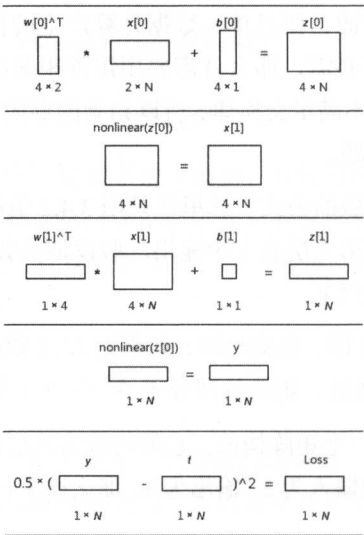 w[0]^T x[0] b[0] z[0]
* + =
4 × 2 2 × N 4 × 1 4 × N
nonlinear(z[0]) x[1]
=
4 × N 4 × N
w[1]^T x[1] b[1] z[1]
* + =
1 × 4 4 × N 1 × 1 1 × N
nonlinear(z[0]) y
=
1 × N 1 × N
y t Loss
0.5 × ( - )^2 =
1 × N 1 × N 1 × N